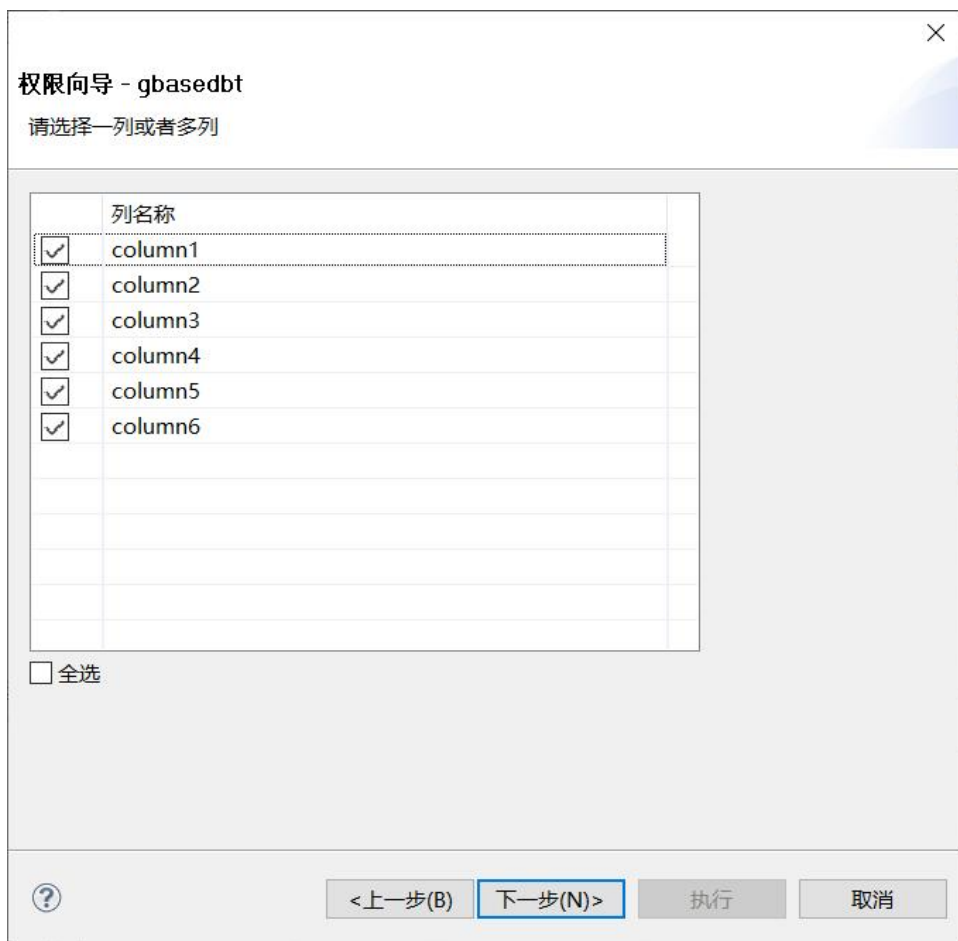 权限向导 - gbasedbt
请选择一列或者多列
列名称
column1
column2
column3
column4
column5
column6
全选
<上一步(B) 下一步(N)> 执行 取消